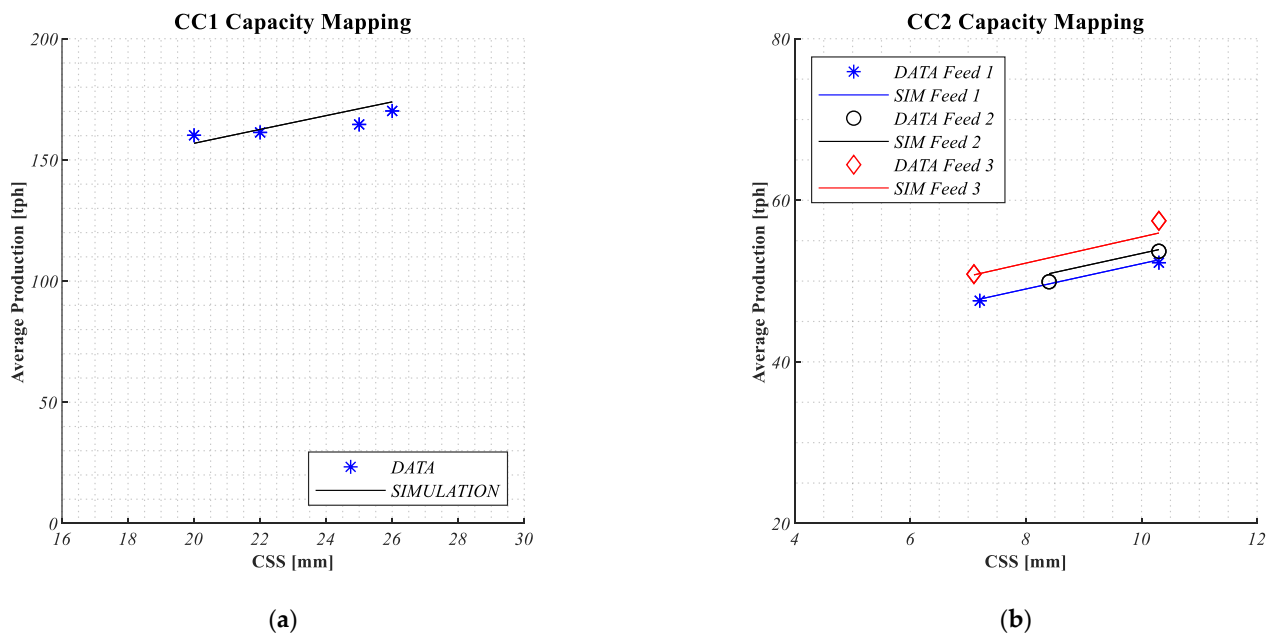 CC1 Capacity Mapping
200
150
100
50
0
Average Production [tph]
16 18 20 22 24 26 28 30
CSS [mm]
DATA
SIMULATION
(a)
CC2 Capacity Mapping
80
60
40
20
Average Production [tph]
4 6 8 10 12
CSS [mm]
DATA Feed 1
SIM Feed 1
DATA Feed 2
SIM Feed 2
DATA Feed 3
SIM Feed 3
(b)